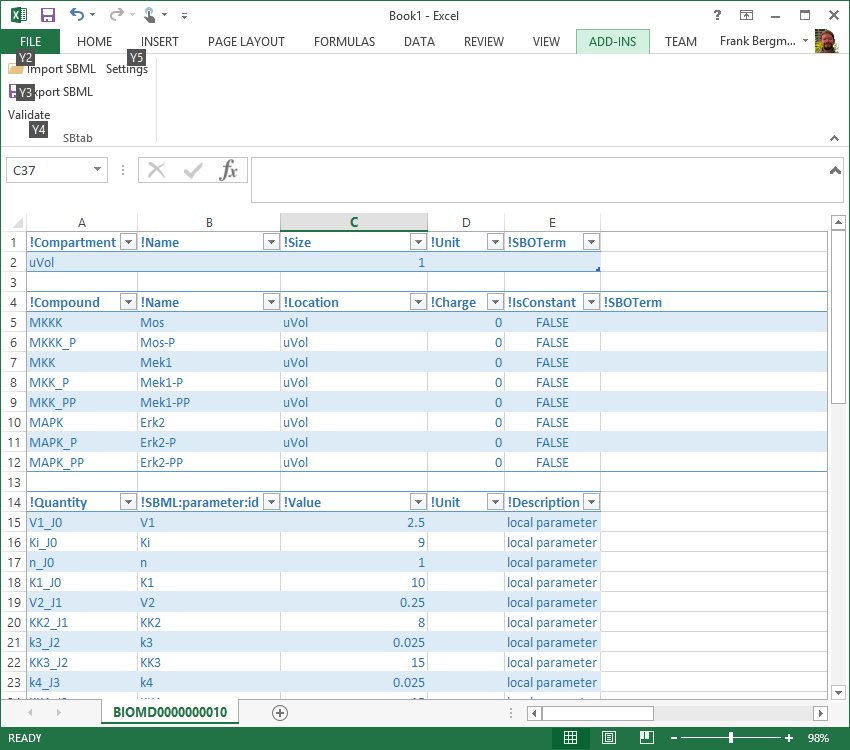 Book1 - Excel
?
FILE HOME INSERT PAGE LAYOUT FORMULAS DATA REVIEW VIEW ADD-INS TEAM Frank Bergm...
Y2 Y5
Import SBML Settings
Y3 xport SBML
Validate
Y4
SBtab
C37 fx
A B C D E
1 !Compartment !Name !Size !Unit !SBOTerm
2 uVol 1
3
4 !Compound !Name !Location !Charge !IsConstant !SBOTerm
5 MKKK Mos uVol 0 FALSE
6 MKKK_P Mos-P uVol 0 FALSE
7 MKK Mek1 uVol 0 FALSE
8 MKK_P Mek1-P uVol 0 FALSE
9 MKK_PP Mek1-PP uVol 0 FALSE
10 MAPK Erk2 uVol 0 FALSE
11 MAPK_P Erk2-P uVol 0 FALSE
12 MAPK_PP Erk2-PP uVol 0 FALSE
13
14 !Quantity !SBML:parameter:id !Value !Unit !Description
15 V1_J0 V1 2.5 local parameter
16 Ki_J0 Ki 9 local parameter
17 n_J0 n 1 local parameter
18 K1_J0 K1 10 local parameter
19 V2_J1 V2 0.25 local parameter
20 KK2_J1 KK2 8 local parameter
21 k3_J2 k3 0.025 local parameter
22 KK3_J2 KK3 15 local parameter
23 k4_J3 k4 0.025 local parameter
BIOMD0000000010
READY 98%